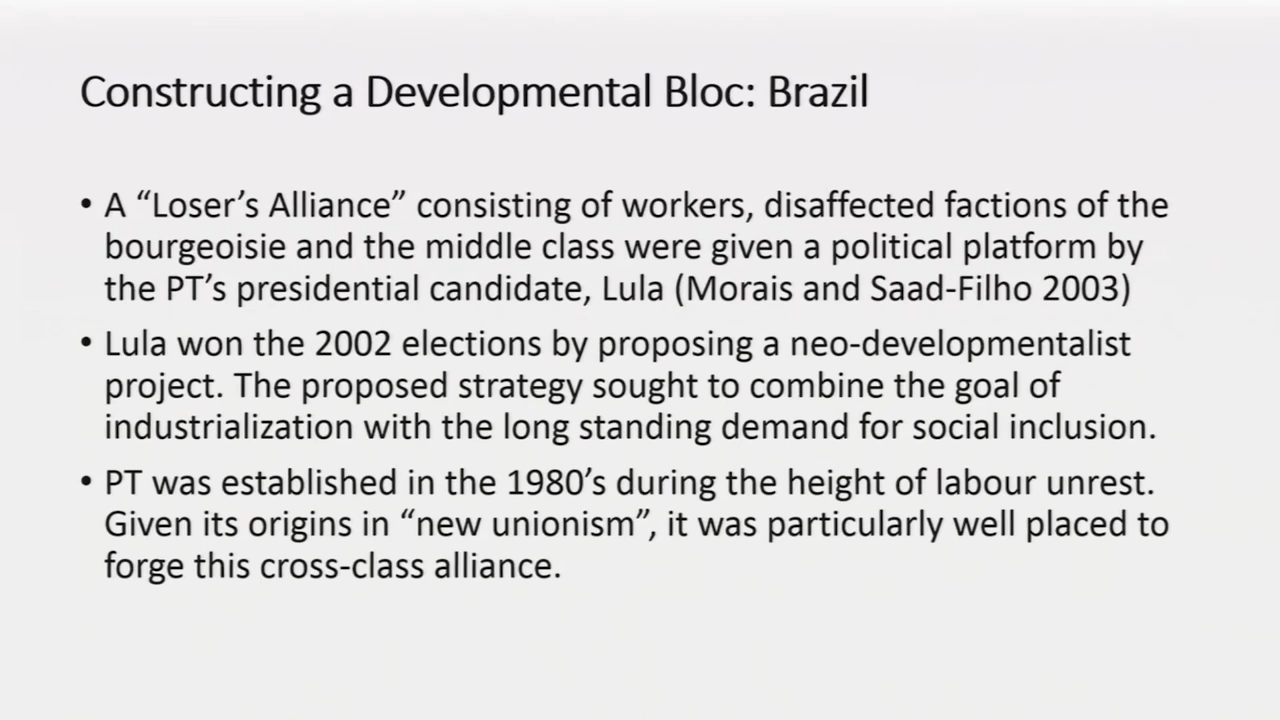 Constructing a Developmental Bloc: Brazil
• A “Loser’s Alliance” consisting of workers, disaffected factions of the
bourgeoisie and the middle class were given a political platform by
the PT’s presidential candidate, Lula (Morais and Saad-Filho 2003)
• Lula won the 2002 elections by proposing a neo-developmentalist
project. The proposed strategy sought to combine the goal of
industrialization with the long standing demand for social inclusion.
• PT was established in the 1980’s during the height of labour unrest.
Given its origins in “new unionism”, it was particularly well placed to
forge this cross-class alliance.